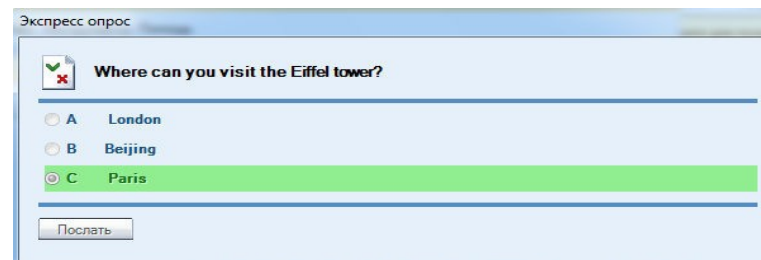 Экспресс опрос
Where can you visit the Eiffel tower?
A London
B Beijing
C Paris
Послать